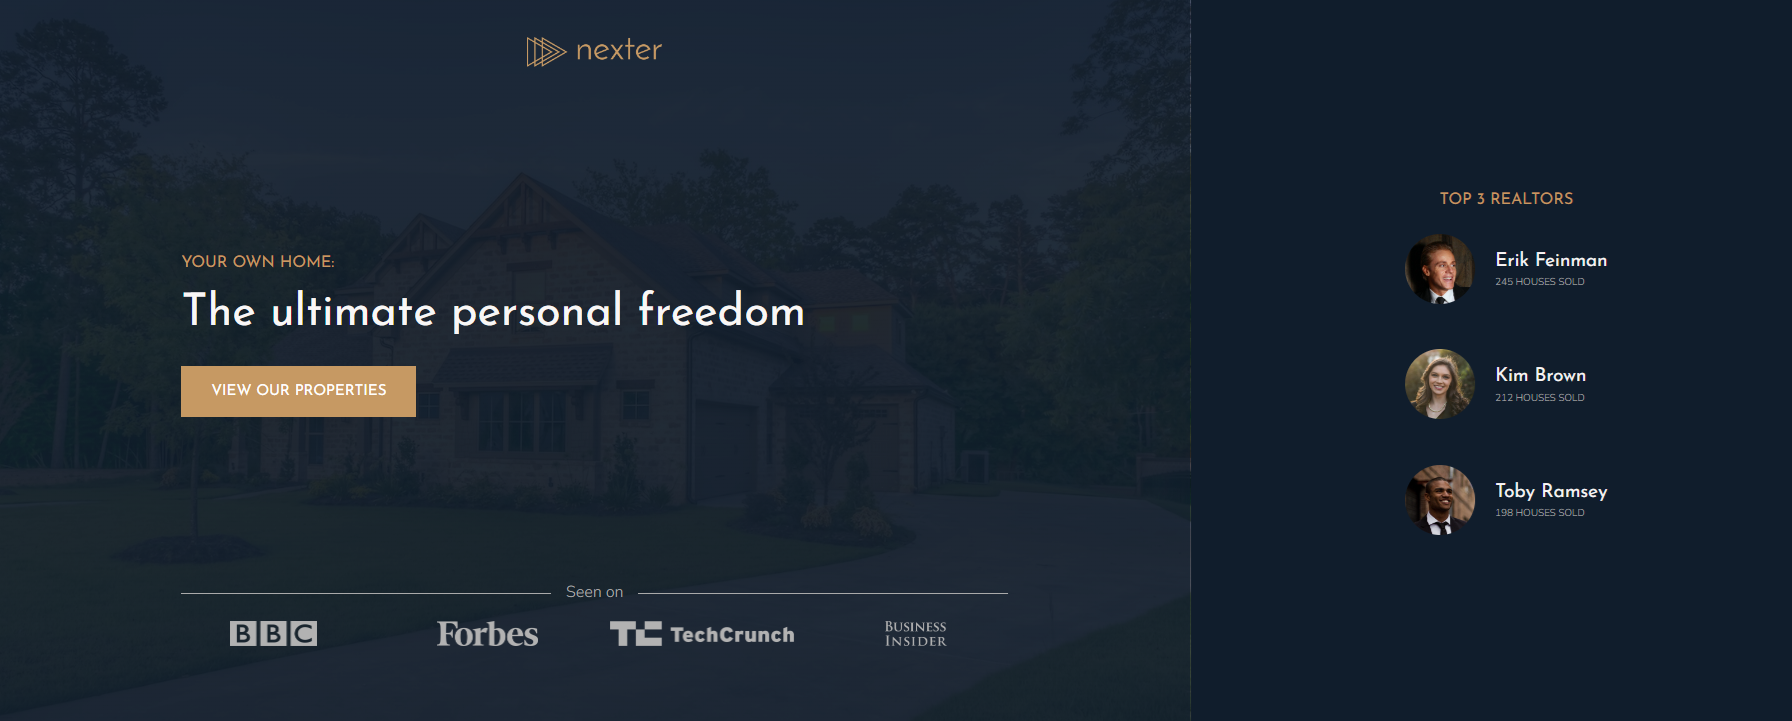 nexter
YOUR OWN HOME:
The ultimate personal freedom
VIEW OUR PROPERTIES
Seen on
BBC
Forbes
TC TechCrunch
BUSINESS
INSIDER
TOP 3 REALTORS
Erik Feinman
245 HOUSES SOLD
Kim Brown
212 HOUSES SOLD
Toby Ramsey
198 HOUSES SOLD